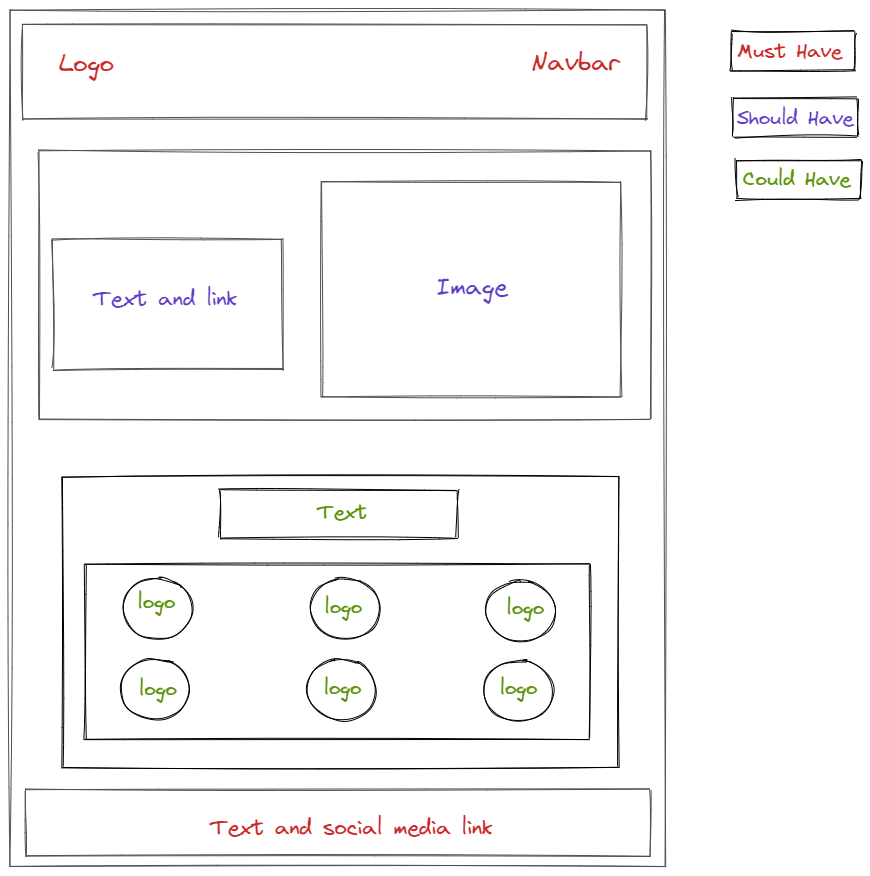 Logo
Navbar
Must Have
Should Have
Could Have
Text and link
Image
Text
logo
logo
logo
logo
logo
logo
Text and social media link